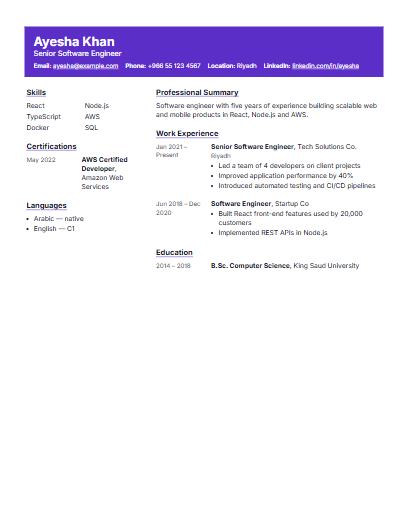 Ayesha Khan
Senior Software Engineer
Email: ayesha@example.com Phone: +966 55 123 4567 Location: Riyadh LinkedIn: linkedin.com/in/ayesha
Skills
React Node.js
TypeScript AWS
Docker SQL
Certifications
May 2022 AWS Certified
Developer,
Amazon Web
Services
Languages
• Arabic — native
• English — C1
Professional Summary
Software engineer with five years of experience building scalable web
and mobile products in React, Node.js and AWS.
Work Experience
Jan 2021 – Senior Software Engineer, Tech Solutions Co.
Present Riyadh
• Led a team of 4 developers on client projects
• Improved application performance by 40%
• Introduced automated testing and CI/CD pipelines
Jun 2018 – Dec Software Engineer, Startup Co
2020 • Built React front-end features used by 20,000
customers
• Implemented REST APIs in Node.js
Education
2014 – 2018 B.Sc. Computer Science, King Saud University